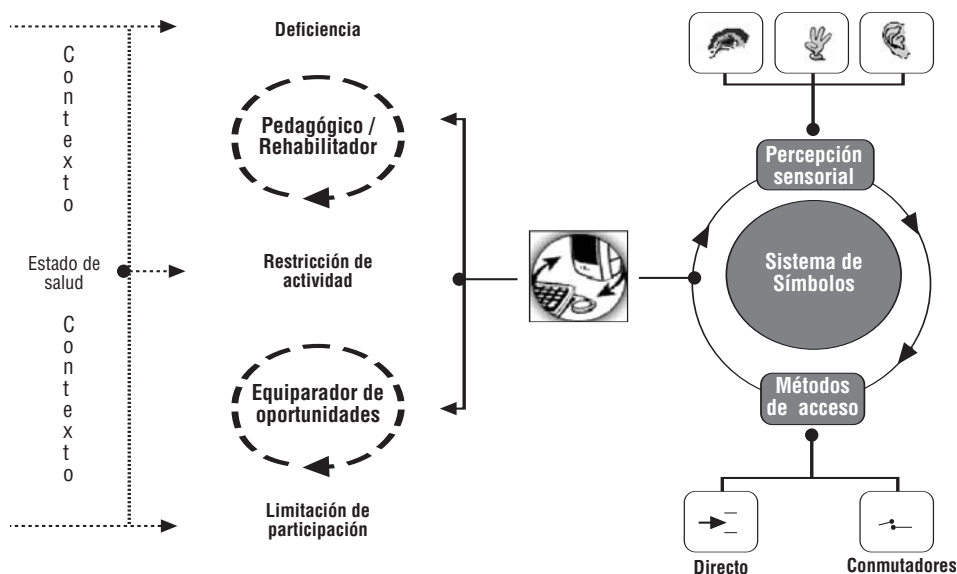 Contexto
Estado de
salud
Contexto
Deficiencia
Pedagógico /
Rehabilitador
Restricción de
actividad
Equiparador de
oportunidades
Limitación de
participación
Percepción
sensorial
Sistema de
Símbolos
Métodos
de acceso
Directo
Conmutadores